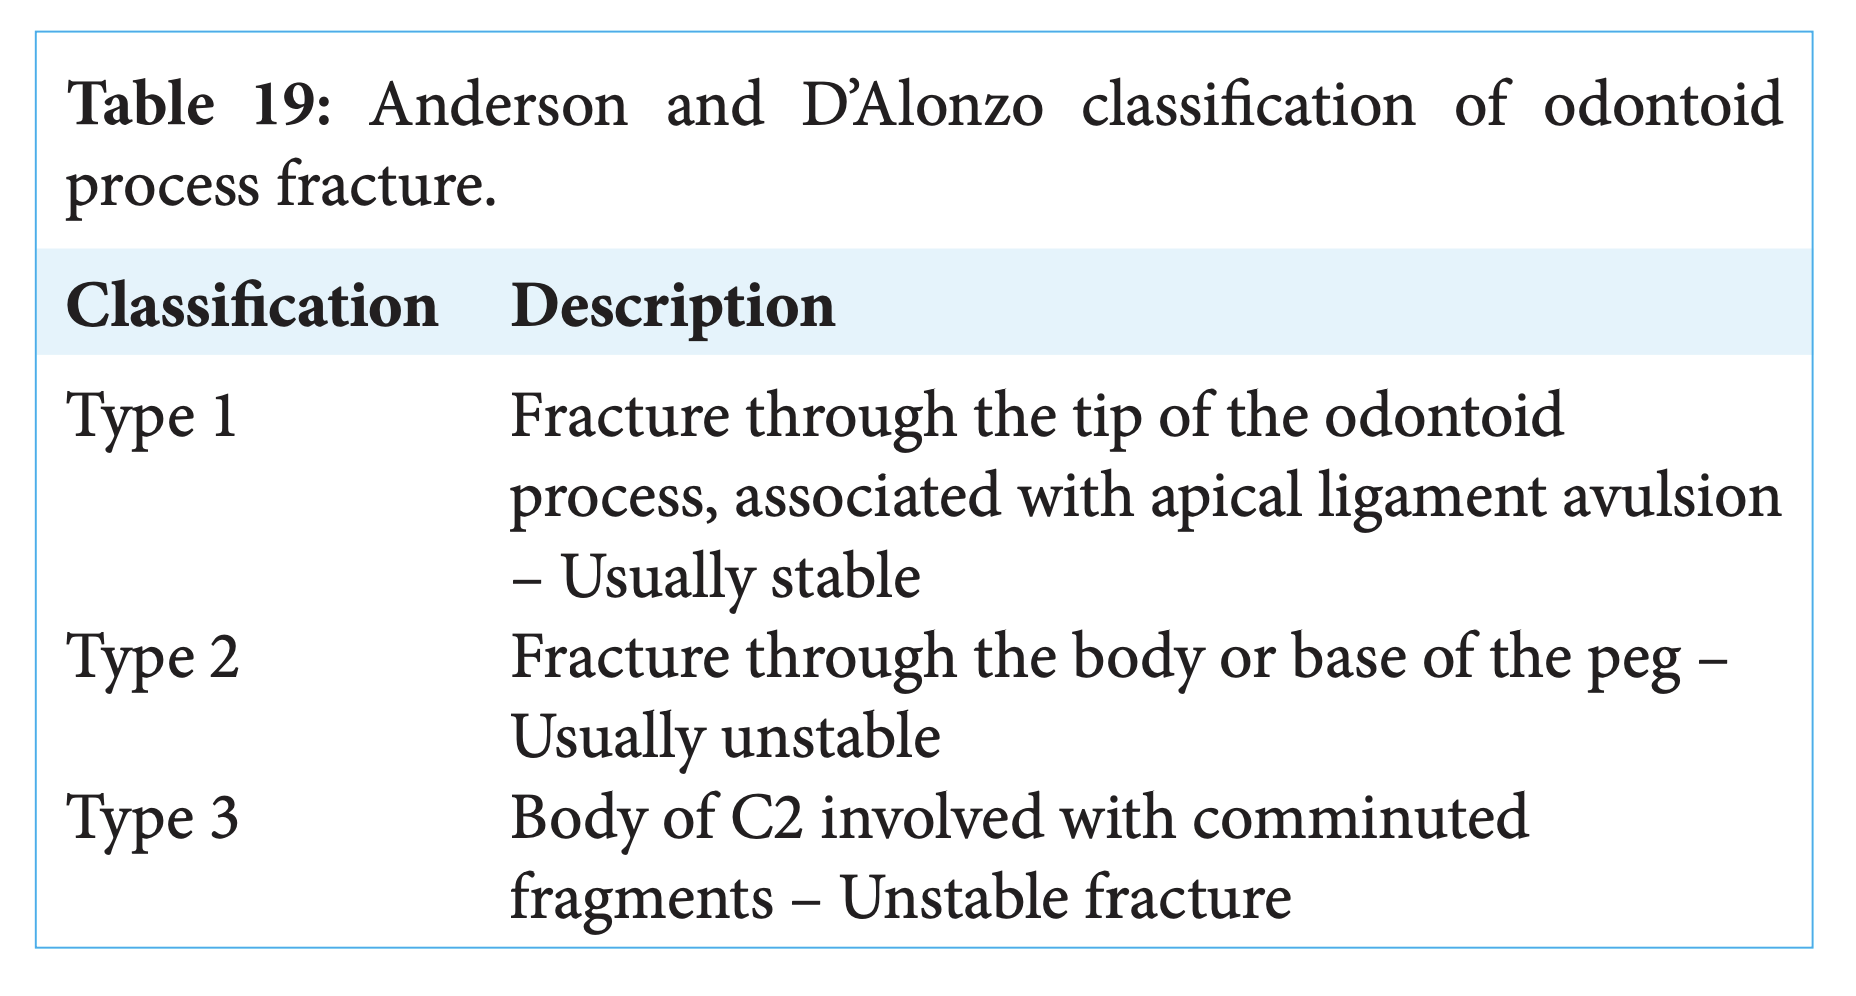 Table 19: Anderson and D’Alonzo classification of odontoid
process fracture.
Classification Description
Type 1 Fracture through the tip of the odontoid
process, associated with apical ligament avulsion
– Usually stable
Type 2 Fracture through the body or base of the peg –
Usually unstable
Type 3 Body of C2 involved with comminuted
fragments – Unstable fracture